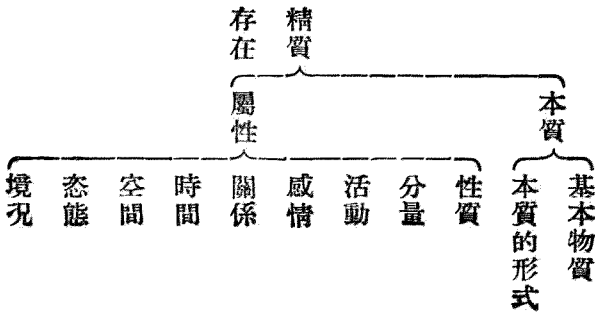 精質
存在
本質
屬性
基本物質
本質的形式
性質
分量
活動
感情
關係
時間
空間
恣態
境況